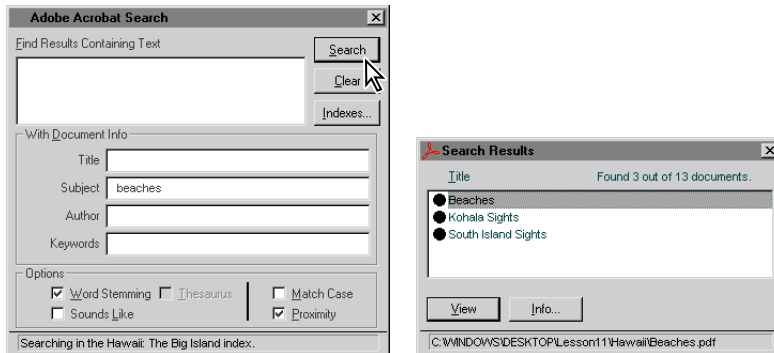 Adobe Acrobat Search
Find Results Containing Text
Search
Clear
Indexes...
With Document Info
Title
Subject beaches
Author
Keywords
Options
Word Stemming Thesaurus Match Case
Sounds Like Proximity
Searching in the Hawaii: The Big Island index.
Search Results
Title Found 3 out of 13 documents.
Beaches
Kohala Sights
South Island Sights
View Info...
C:\WINDOWS\DESKTOP\Lesson11\Hawaii\Beaches.pdf